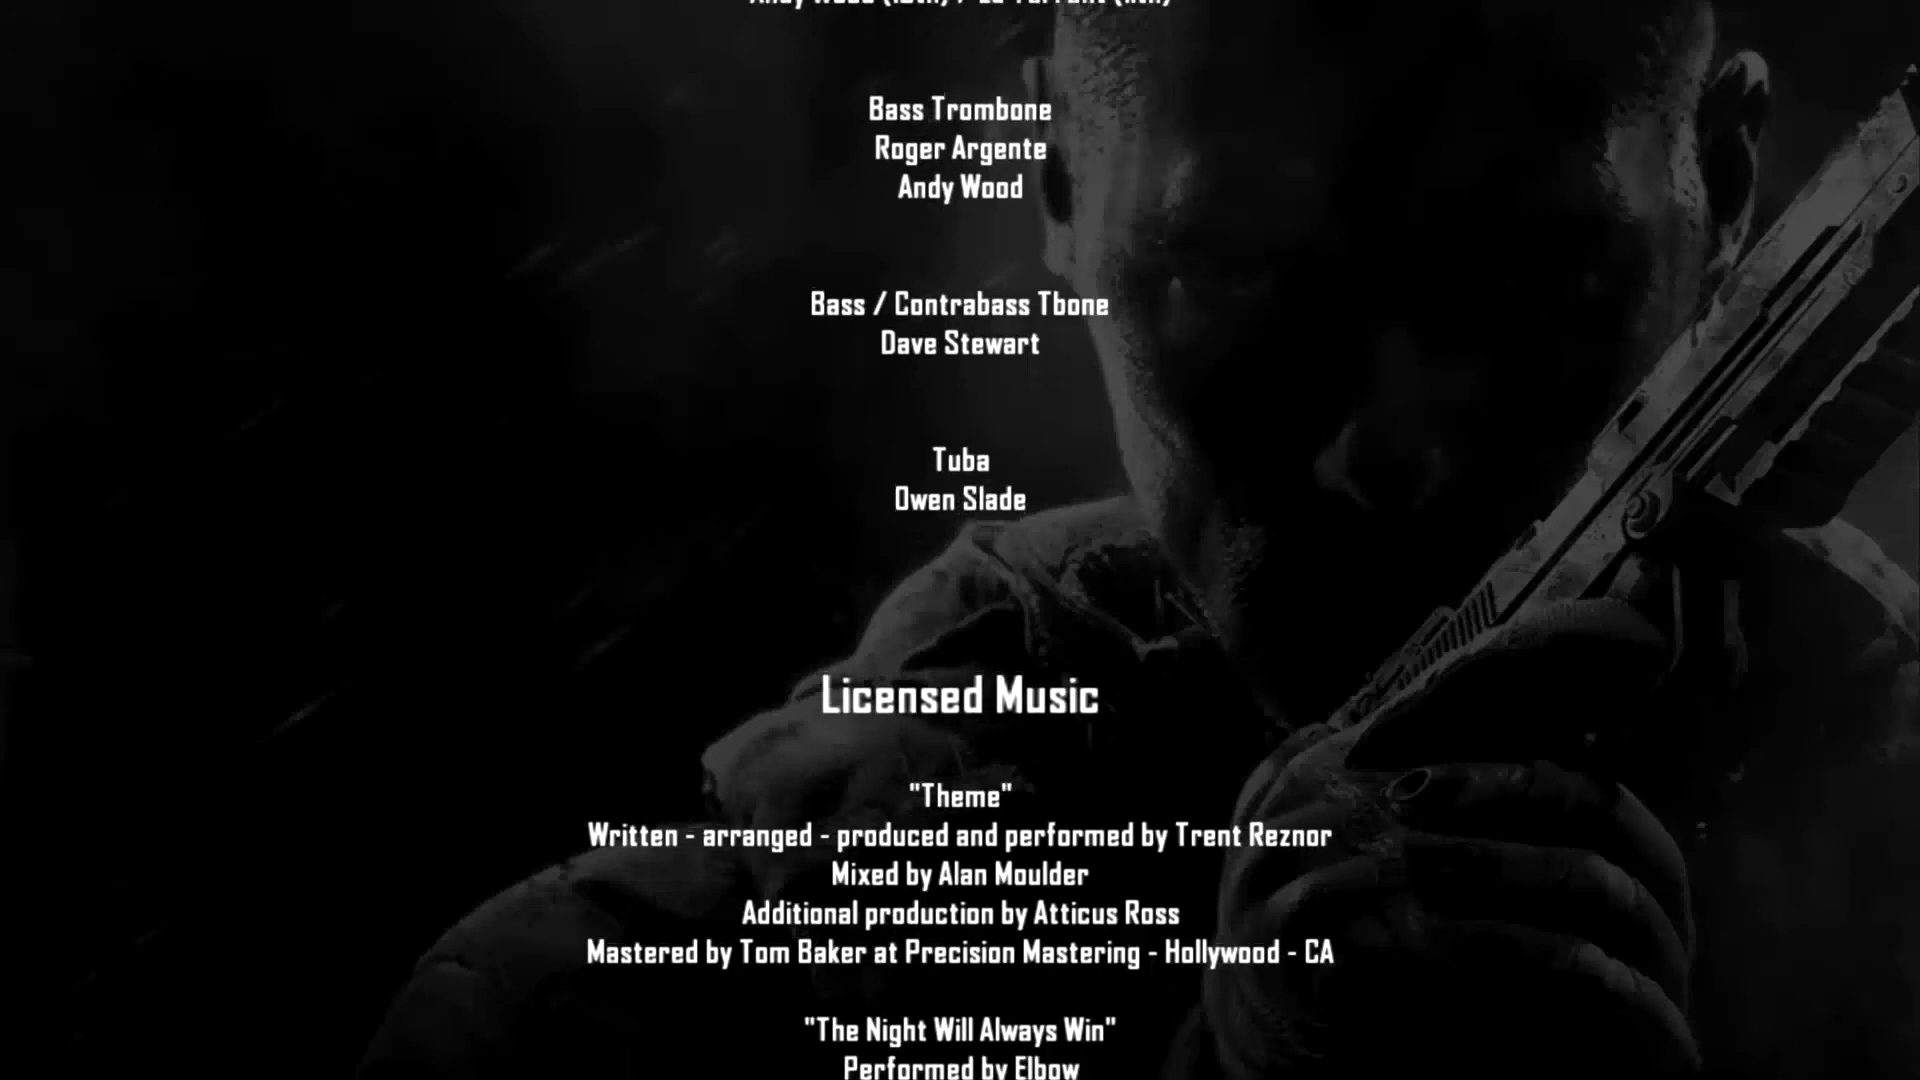 Bass Trombone
Roger Argente
Andy Wood
Bass / Contrabass Tbone
Dave Stewart
Tuba
Owen Slade
Licensed Music
"Theme"
Written - arranged - produced and performed by Trent Reznor
Mixed by Alan Moulder
Additional production by Atticus Ross
Mastered by Tom Baker at Precision Mastering - Hollywood - CA
"The Night Will Always Win"
Performed by Elbow